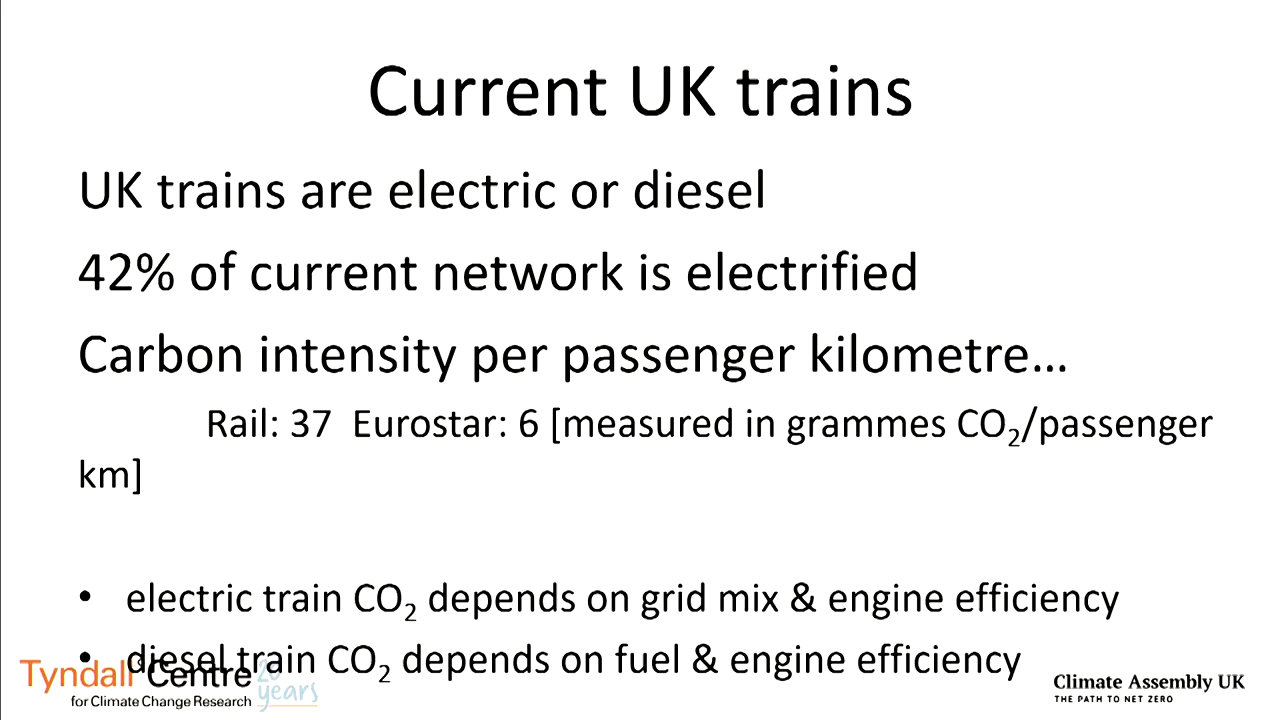 Current UK trains
UK trains are electric or diesel
42% of current network is electrified
Carbon intensity per passenger kilometre…
Rail: 37 Eurostar: 6 [measured in grammes CO₂/passenger
km]
• electric train CO₂ depends on grid mix & engine efficiency
• diesel train CO₂ depends on fuel & engine efficiency
Tyndall Centre 20
years
for Climate Change Research
Climate Assembly UK
THE PATH TO NET ZERO